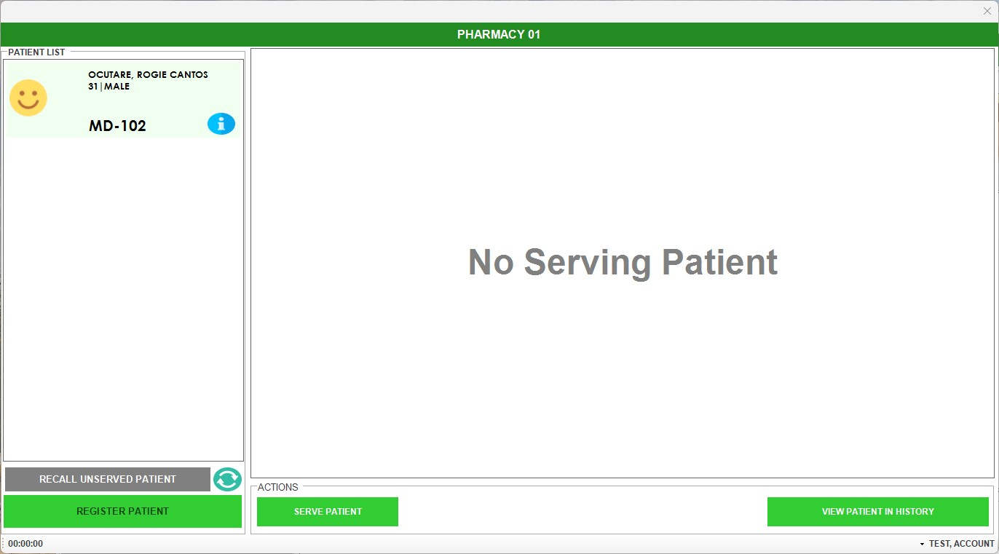 PHARMACY 01
PATIENT LIST
OCUTARE, ROGIE CANTOS
31|MALE
MD-102
i
No Serving Patient
RECALL UNSERVED PATIENT
REGISTER PATIENT
ACTIONS
SERVE PATIENT
VIEW PATIENT IN HISTORY
00:00:00
TEST, ACCOUNT